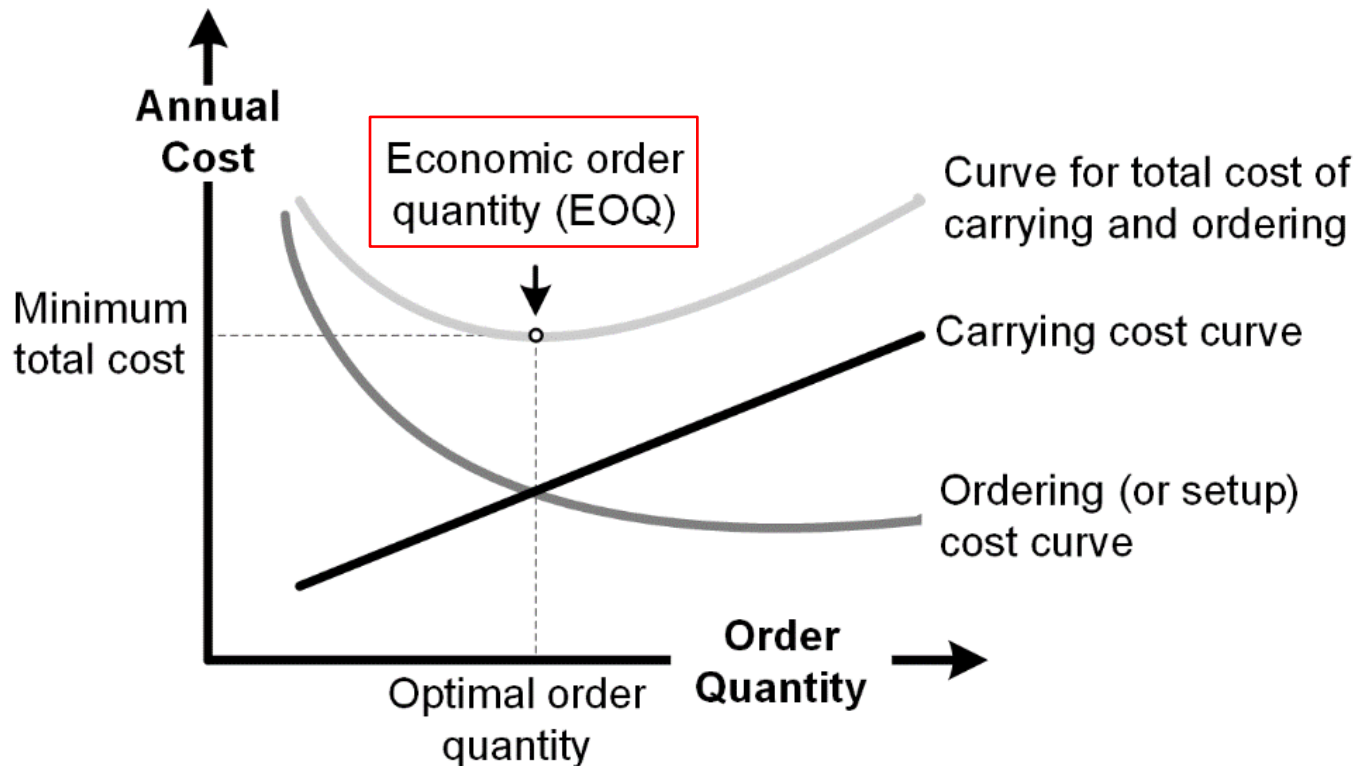 Annual
Cost
Economic order
quantity (EOQ)
Curve for total cost of
carrying and ordering
Minimum
total cost
Carrying cost curve
Ordering (or setup)
cost curve
Order
Quantity
Optimal order
quantity